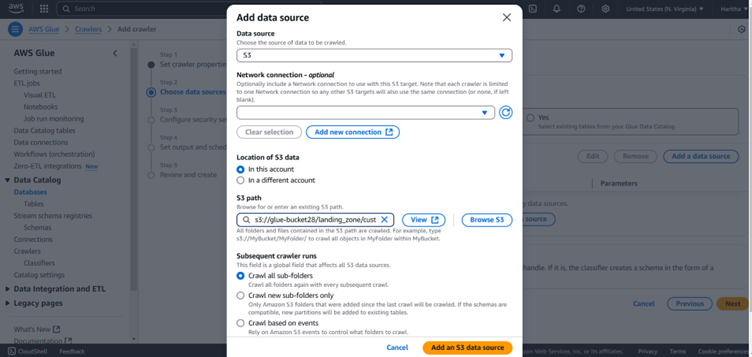 aws
Search
United States (N. Virginia)
Haritha
AWS Glue > Crawlers > Add crawler
AWS Glue
Getting started
ETL jobs
Visual ETL
Notebooks
Job run monitoring
Data Catalog tables
Data connections
Workflows (orchestration)
Zero-ETL integrations New
Data Catalog
Databases
Tables
Stream schema registries
Schemas
Connections
Crawlers
Classifiers
Catalog settings
Data Integration and ETL
Legacy pages
What's New
Documentation
Step 1
Set crawler properties
Step 2
Choose data sources
Step 3
Configure security se
Step 4
Set output and sched
Step 5
Review and create
Add data source
Data source
Choose the source of data to be crawled.
S3
Network connection - optional
Optionally include a Network connection to use with this S3 target. Note that each crawler is limited
to one Network connection so any other S3 targets will also use the same connection (or none, if left
blank).
Clear selection
Add new connection
Location of S3 data
In this account
In a different account
S3 path
Browse for or enter an existing S3 path.
s3://glue-bucket28/landing_zone/cust
View
Browse S3
All folders and files contained in the S3 path are crawled. For example, type
s3://MyBucket/MyFolder/ to crawl all objects in MyFolder within MyBucket.
Subsequent crawler runs
This field is a global field that affects all S3 data sources.
Crawl all sub-folders
Crawl all folders again with every subsequent crawl.
Crawl new sub-folders only
Only Amazon S3 folders that were added since the last crawl will be crawled. If the schemas are
compatible, new partitions will be added to existing tables.
Crawl based on events
Rely on Amazon S3 events to control what folders to crawl.
Cancel
Add an S3 data source
Yes
Select existing tables from your Glue Data Catalog.
Edit
Remove
Add a data source
Parameters
y data sources.
source
handle. If it is, the classifier creates a schema in the form of a
Cancel
Previous
Next
CloudShell
Feedback
zon Web Services, Inc. or its affiliates.
Privacy
Terms
Cookie preferences